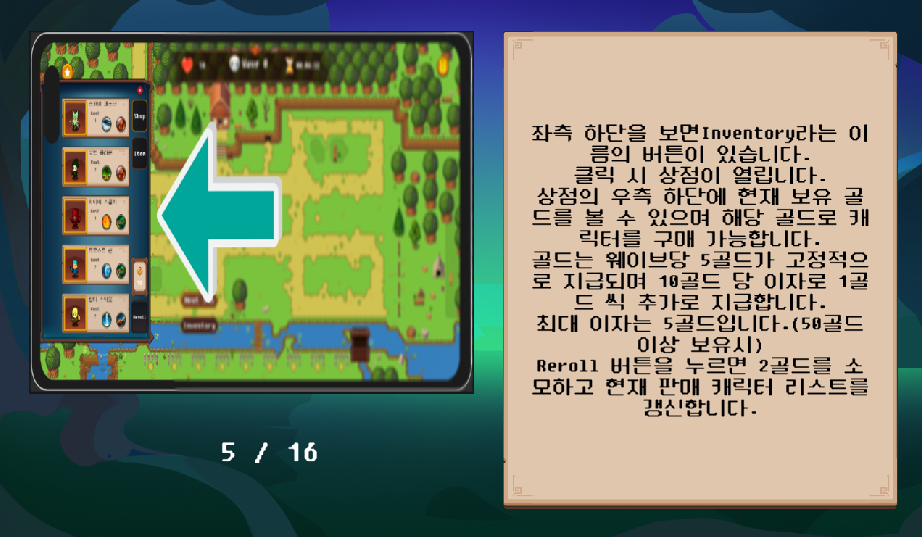 Shop
Item
Inventory
5 / 16
좌측 하단을 보면Inventory라는 이
름의 버튼이 있습니다.
클릭 시 상점이 열립니다.
상점의 우측 하단에 현재 보유 골
드를 볼 수 있으며 해당 골드로 캐
릭터를 구매 가능합니다.
골드는 웨이브당 5골드가 고정적으
로 지급되며 10골드 당 이자로 1골
드 씩 추가로 지급합니다.
최대 이자는 5골드입니다.(50골드
이상 보유시)
Reroll 버튼을 누르면 2골드를 소
모하고 현재 판매 캐릭터 리스트를
갱신합니다.